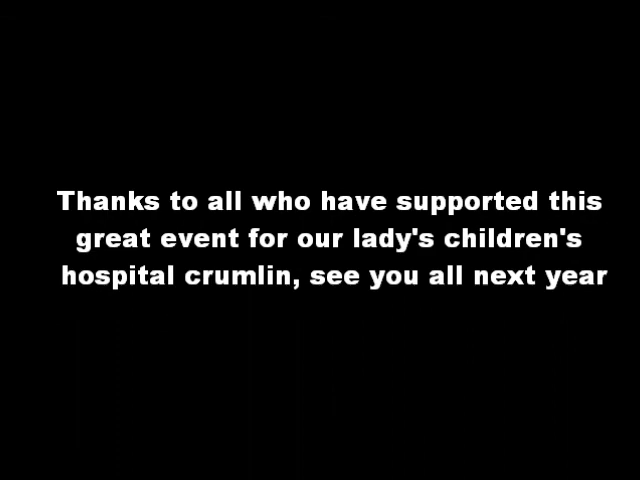 Thanks to all who have supported this
great event for our lady's children's
hospital crumlin, see you all next year